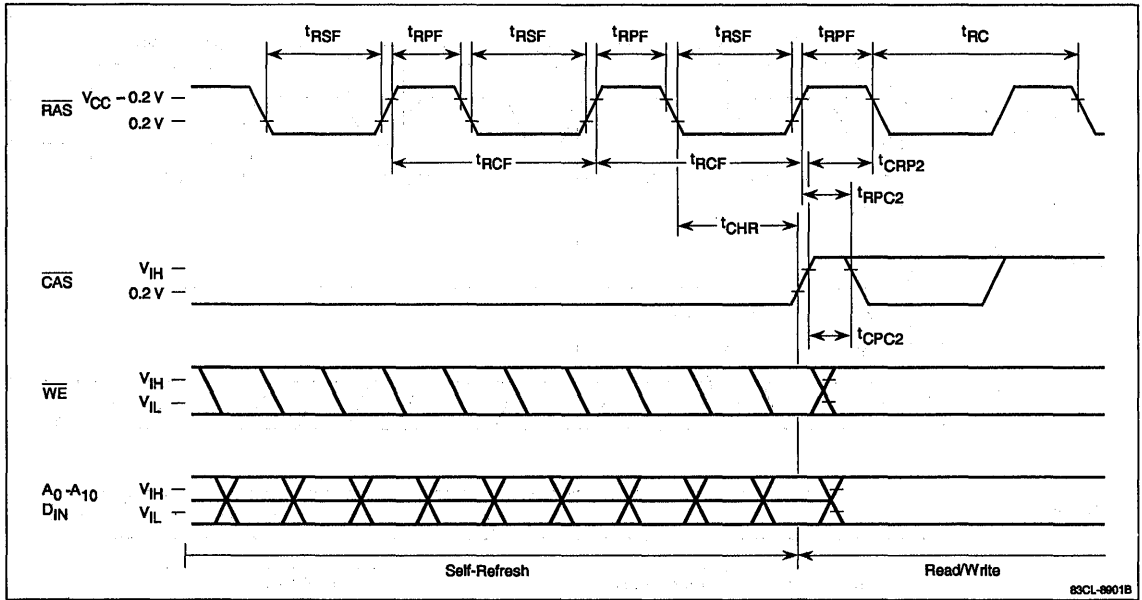 tRSF tRPF tRSF tRPF tRSF tRPF tRC
RAS VCC – 0.2 V
0.2 V
tRCF tRCF tCRP2
tRPC2
tCHR
CAS VIH
0.2 V
tCPC2
WE VIH
VIL
A0 -A10 VIH
DIN VIL
Self-Refresh Read/Write
83CL-8901B